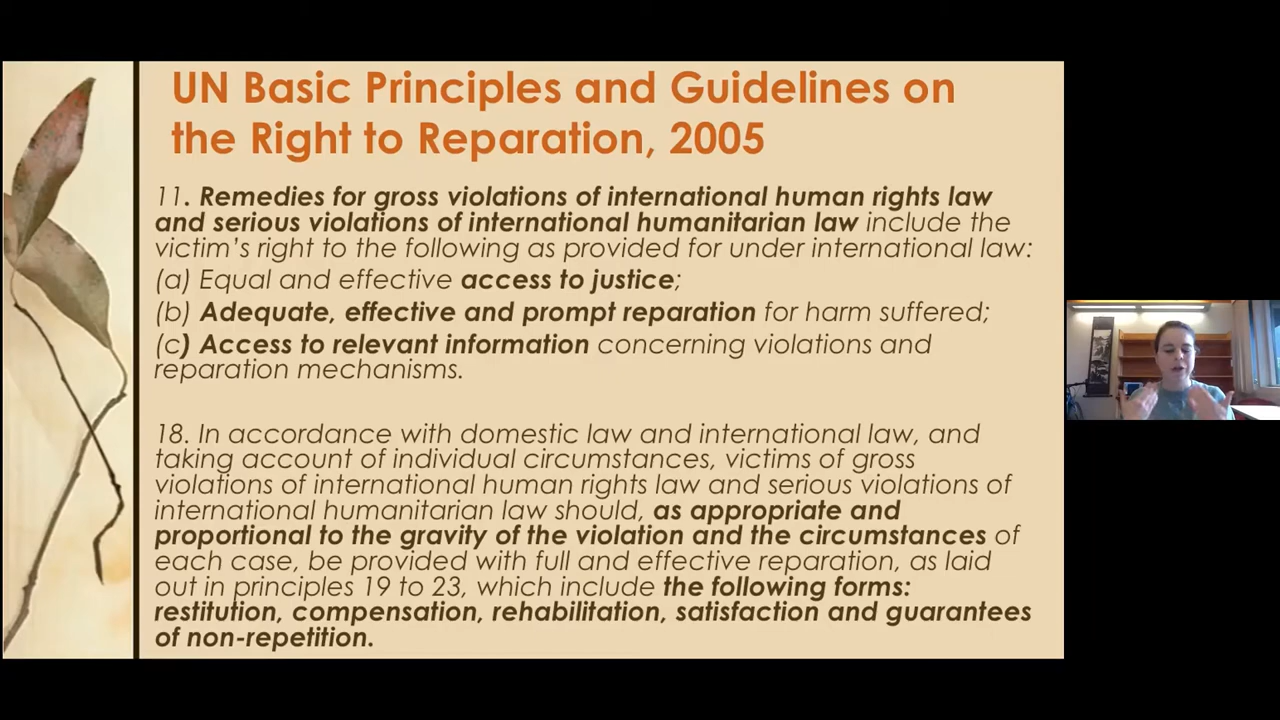 UN Basic Principles and Guidelines on
the Right to Reparation, 2005
11. Remedies for gross violations of international human rights law
and serious violations of international humanitarian law include the
victim's right to the following as provided for under international law:
(a) Equal and effective access to justice;
(b) Adequate, effective and prompt reparation for harm suffered;
(c) Access to relevant information concerning violations and
reparation mechanisms.
18. In accordance with domestic law and international law, and
taking account of individual circumstances, victims of gross
violations of international human rights law and serious violations of
international humanitarian law should, as appropriate and
proportional to the gravity of the violation and the circumstances of
each case, be provided with full and effective reparation, as laid
out in principles 19 to 23, which include the following forms:
restitution, compensation, rehabilitation, satisfaction and guarantees
of non-repetition.